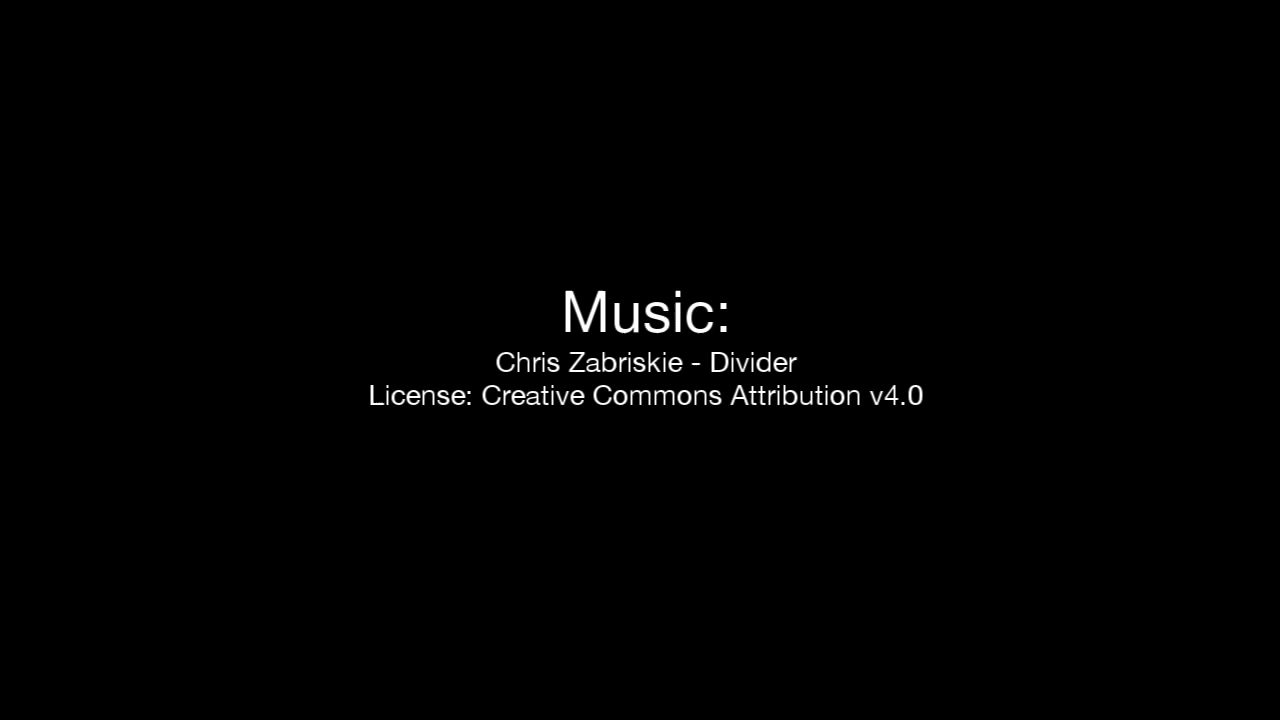 Music:
Chris Zabriskie - Divider
License: Creative Commons Attribution v4.0